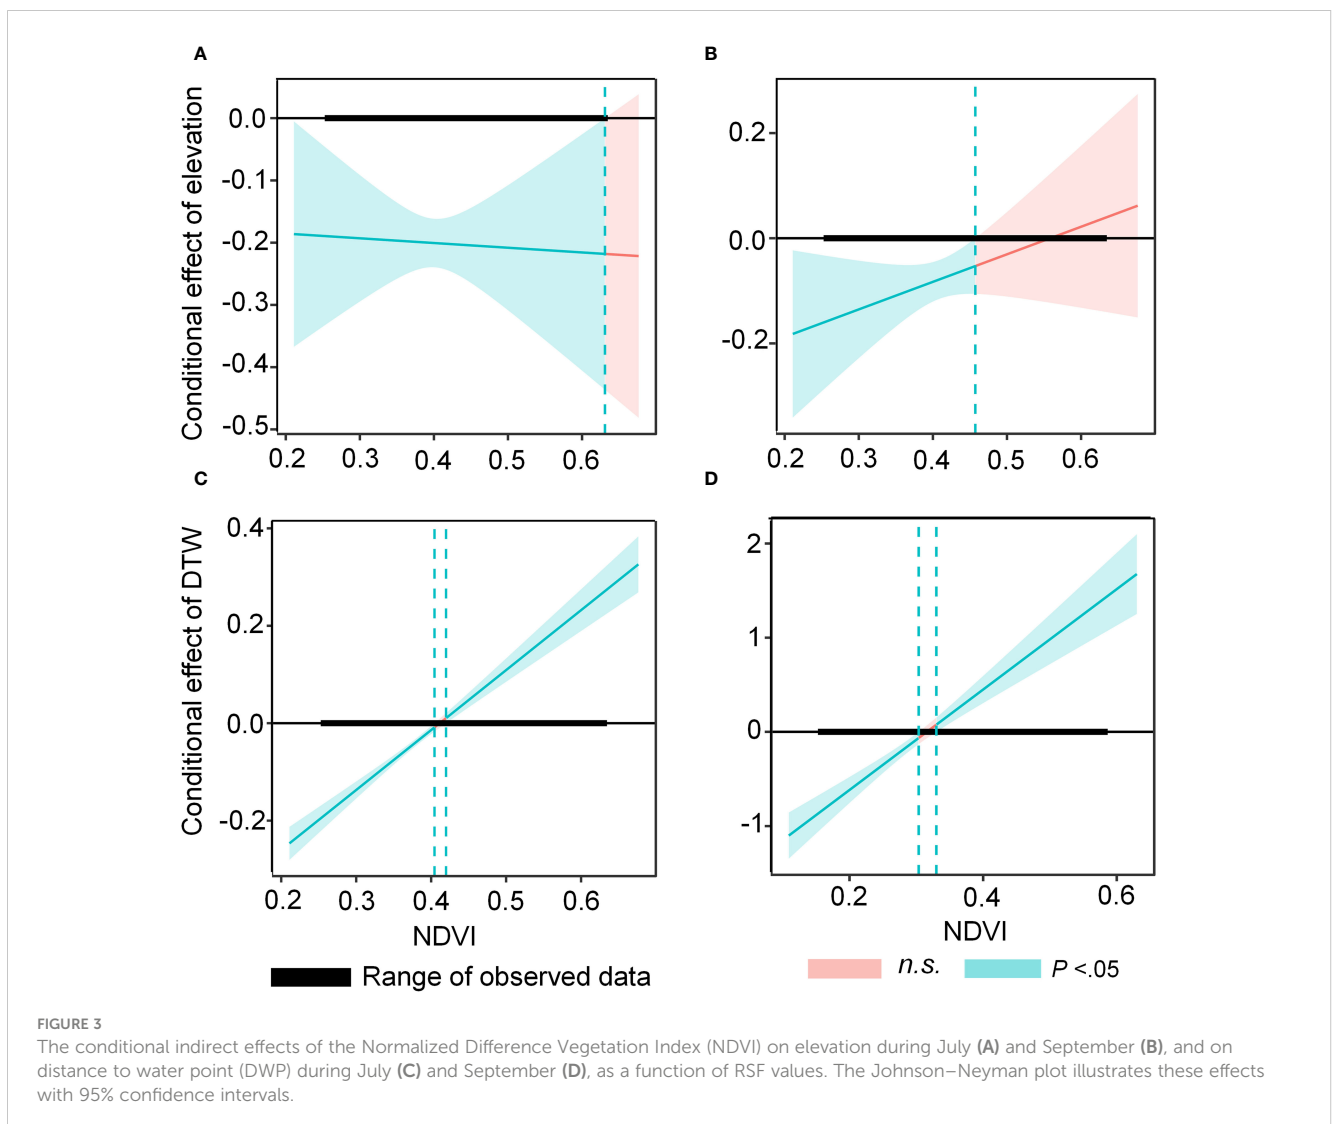 A
B
Conditional effect of elevation
0.0
-0.1
-0.2
-0.3
-0.4
-0.5
0.2 0.3 0.4 0.5 0.6
0.2
0.0
-0.2
0.2 0.3 0.4 0.5 0.6
C
D
Conditional effect of DTW
0.4
0.2
0.0
-0.2
0.2 0.3 0.4 0.5 0.6
NDVI
2
1
0
-1
0.2 0.4 0.6
NDVI
Range of observed data
n.s. P <.05
FIGURE 3
The conditional indirect effects of the Normalized Difference Vegetation Index (NDVI) on elevation during July (A) and September (B), and on
distance to water point (DWP) during July (C) and September (D), as a function of RSF values. The Johnson–Neyman plot illustrates these effects
with 95% confidence intervals.